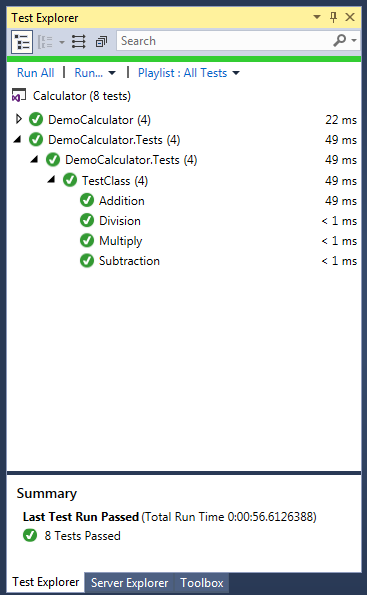 Test Explorer
Search
Run All | Run... Playlist : All Tests
Calculator (8 tests)
DemoCalculator (4) 22 ms
DemoCalculator.Tests (4) 49 ms
DemoCalculator.Tests (4) 49 ms
TestClass (4) 49 ms
Addition 49 ms
Division < 1 ms
Multiply < 1 ms
Subtraction < 1 ms
Summary
Last Test Run Passed (Total Run Time 0:00:56.6126388)
8 Tests Passed
Test Explorer Server Explorer Toolbox